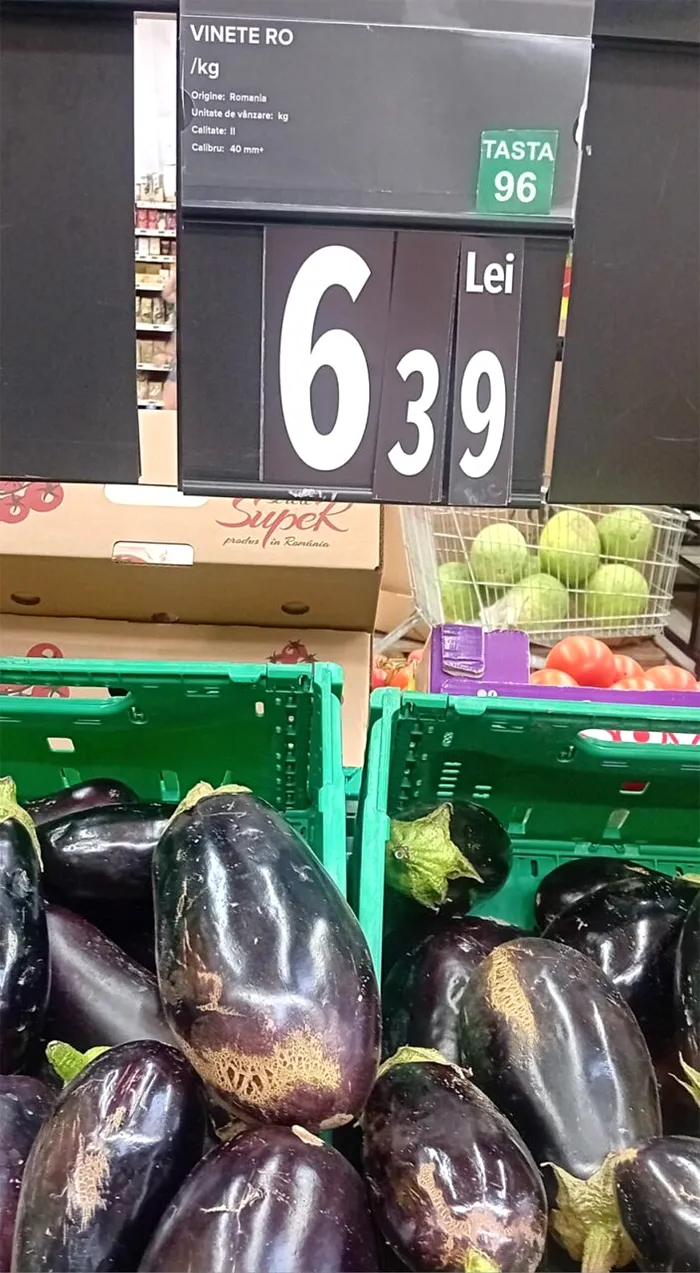 VINETE RO
/kg
Origine: Romania
Unitate de vânzare: kg
Calitate: II
Calibru: 40 mm+
TASTA
96
Lei
6 39
SupeR
produs in România